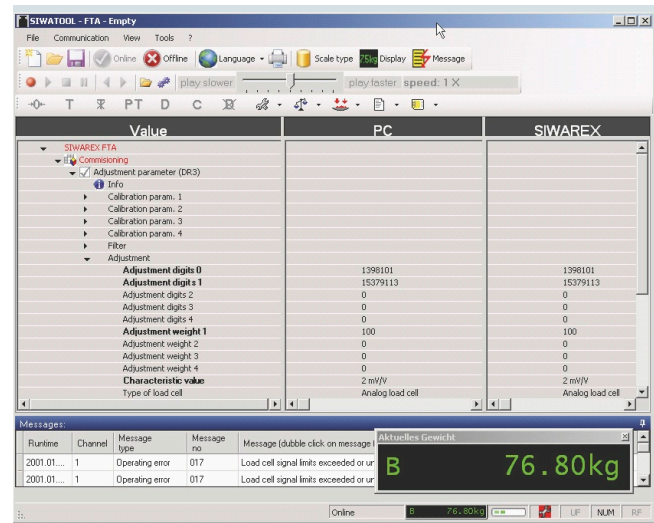 SIWATOOL - FTA - Empty
File Communication View Tools ?
Online Offline Language Scale type 75kg Display Message
play slower play faster speed: 1 X
→0← T PT D C
Value PC SIWAREX
SIWAREX FTA
Commisioning
Adjustment parameter (DR3)
Info
Calibration param. 1
Calibration param. 2
Calibration param. 3
Calibration param. 4
Filter
Adjustment
Adjustment digits 0 1398101 1398101
Adjustment digits 1 15379113 15379113
Adjustment digits 2 0 0
Adjustment digits 3 0 0
Adjustment digits 4 0 0
Adjustment weight 1 100 100
Adjustment weight 2 0 0
Adjustment weight 3 0 0
Adjustment weight 4 0 0
Characteristic value 2 mV/V 2 mV/V
Type of load cell Analog load cell Analog load cell
Messages:
Runtime Channel Message type Message no Message (dubble click on message
2001.01.... 1 Operating error 017 Load cell signal limits exceeded or
2001.01.... 1 Operating error 017 Load cell signal limits exceeded or
Aktuelles Gewicht
B 76.80kg
Online B 76.80kg UF NUM RF